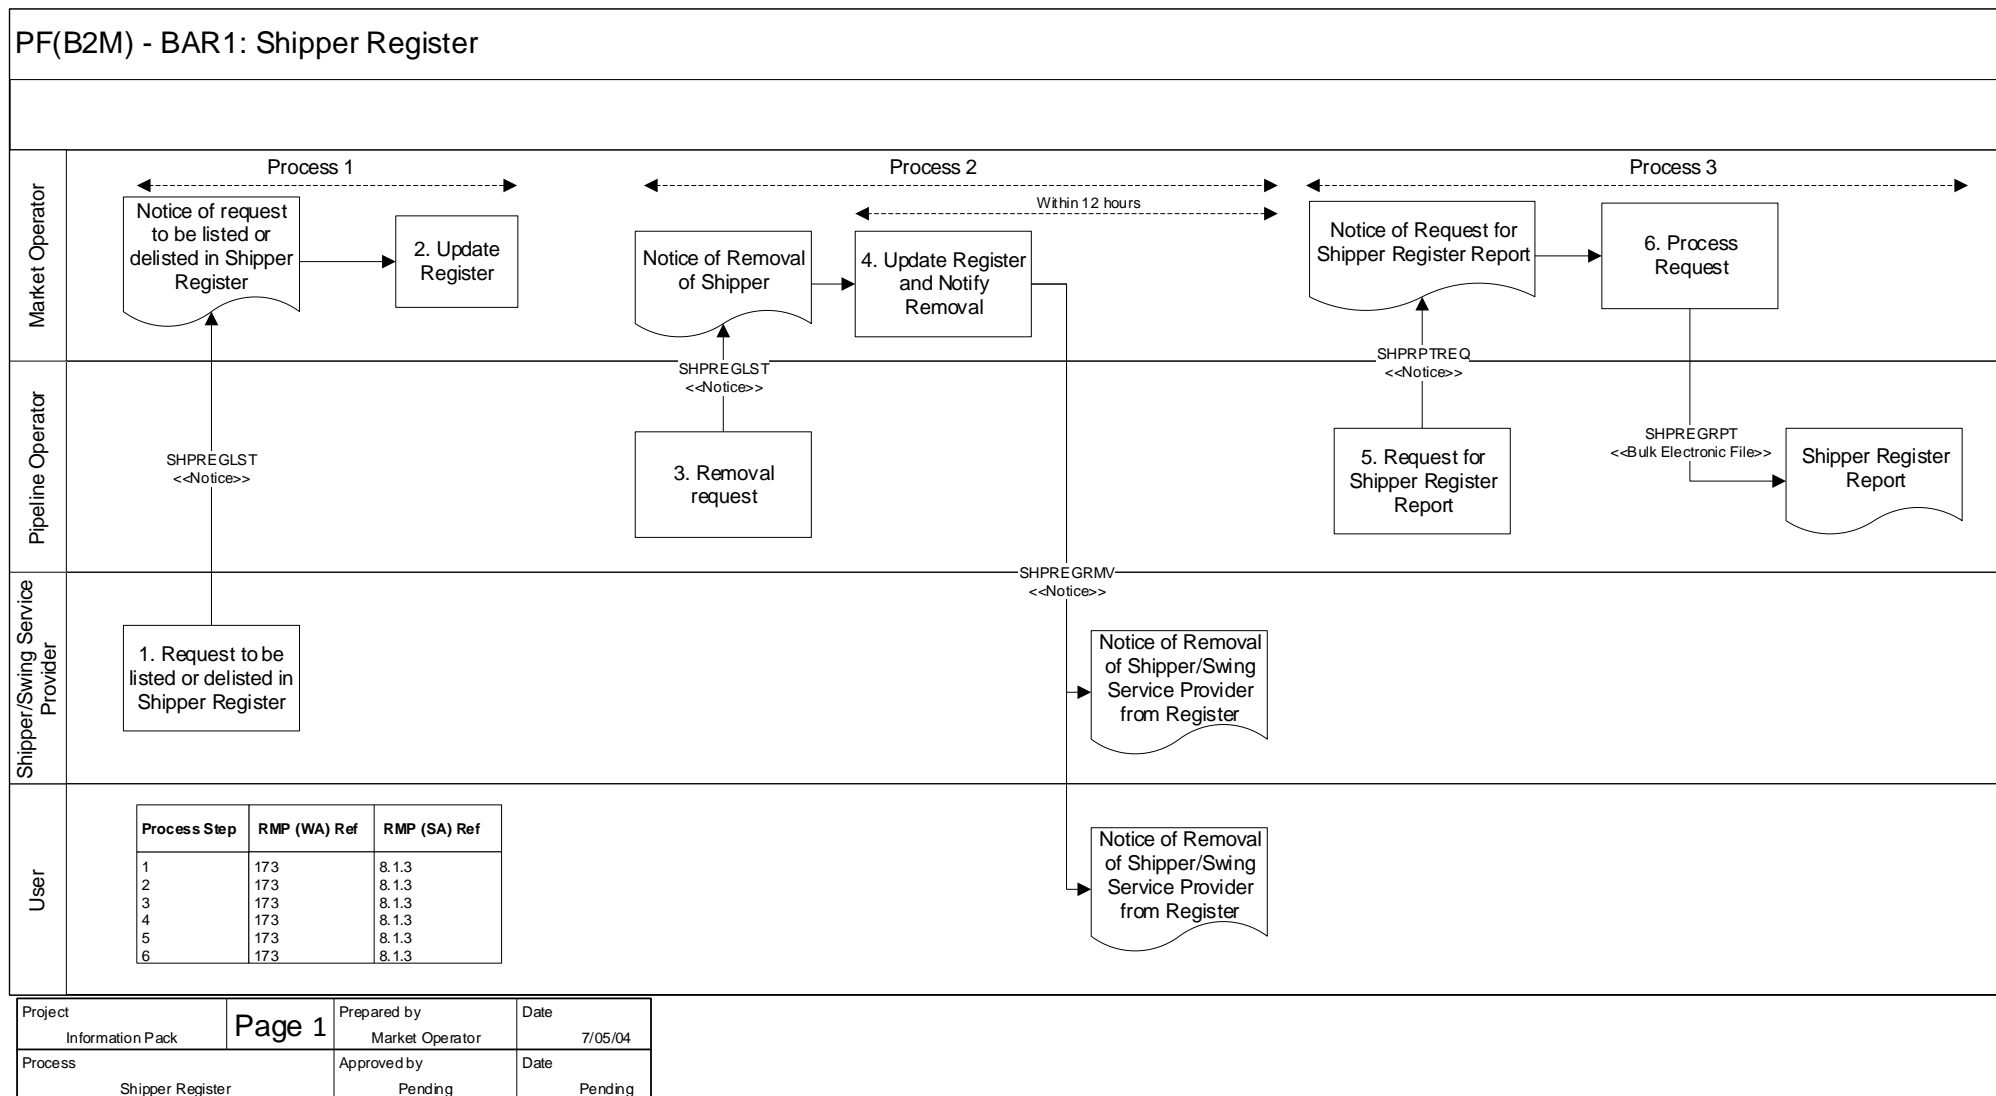 PF(B2M) - BAR1: Shipper Register
Market Operator
Process 1
Notice of request
to be listed or
delisted in Shipper
Register
2. Update
Register
SHPREGLST
<<Notice>>
Process 2
Within 12 hours
Notice of Removal
of Shipper
4. Update Register
and Notify
Removal
SHPREGLST
<<Notice>>
Process 3
Notice of Request for
Shipper Register Report
6. Process
Request
SHPRPTREQ
<<Notice>>
Pipeline Operator
3. Removal
request
5. Request for
Shipper Register
Report
SHPREGRPT
<<Bulk Electronic File>>
Shipper Register
Report
Shipper/Swing Service
Provider
1. Request to be
listed or delisted in
Shipper Register
SHPREGRMV
<<Notice>>
Notice of Removal
of Shipper/Swing
Service Provider
from Register
User
Process Step RMP (WA) Ref RMP (SA) Ref
1 173 8.1.3
2 173 8.1.3
3 173 8.1.3
4 173 8.1.3
5 173 8.1.3
6 173 8.1.3
Notice of Removal
of Shipper/Swing
Service Provider
from Register
Project
Information Pack
Page 1
Prepared by
Market Operator
Date
7/05/04
Process
Shipper Register
Approved by
Pending
Date
Pending